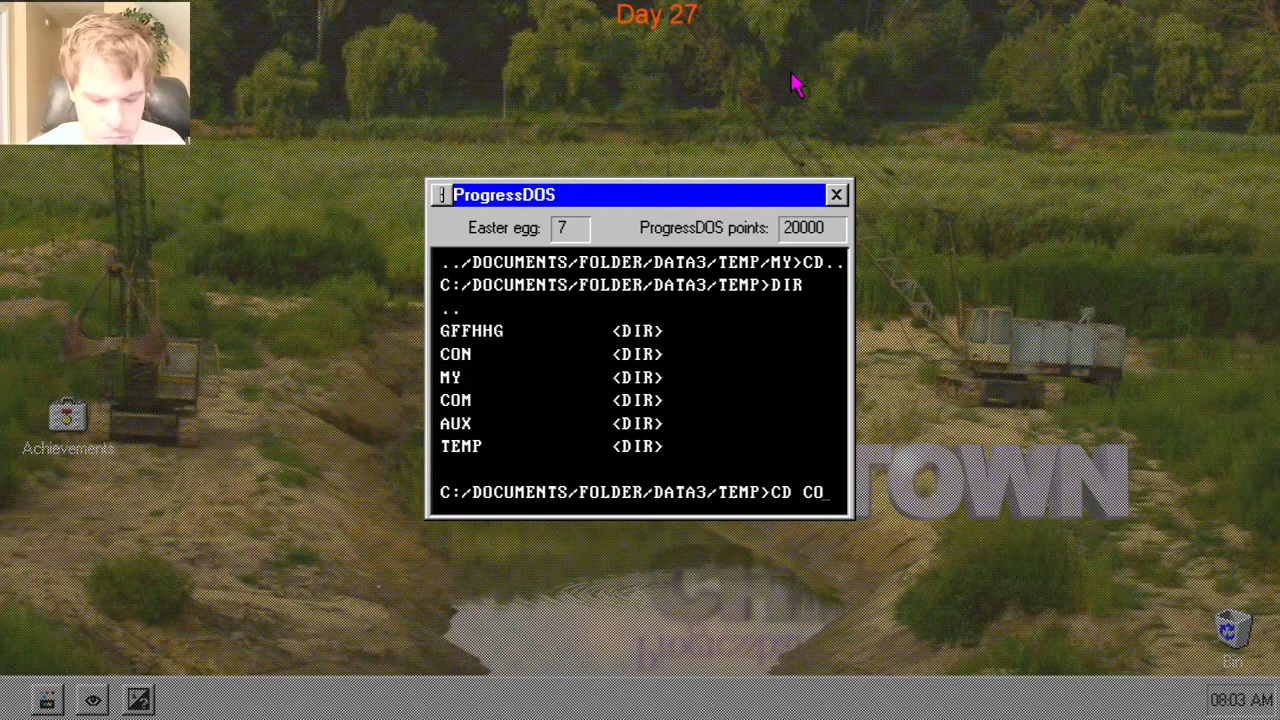 Day 27
ProgressDOS
Easter egg: 7 ProgressDOS points: 20000
../DOCUMENTS/FOLDER/DATA3/TEMP/MY>CD..
C:/DOCUMENTS/FOLDER/DATA3/TEMP>DIR
..
GFFHHG <DIR>
CON <DIR>
MY <DIR>
COM <DIR>
AUX <DIR>
TEMP <DIR>
C:/DOCUMENTS/FOLDER/DATA3/TEMP>CD CO_
Achievements
TOWN
Bin
08:03 AM